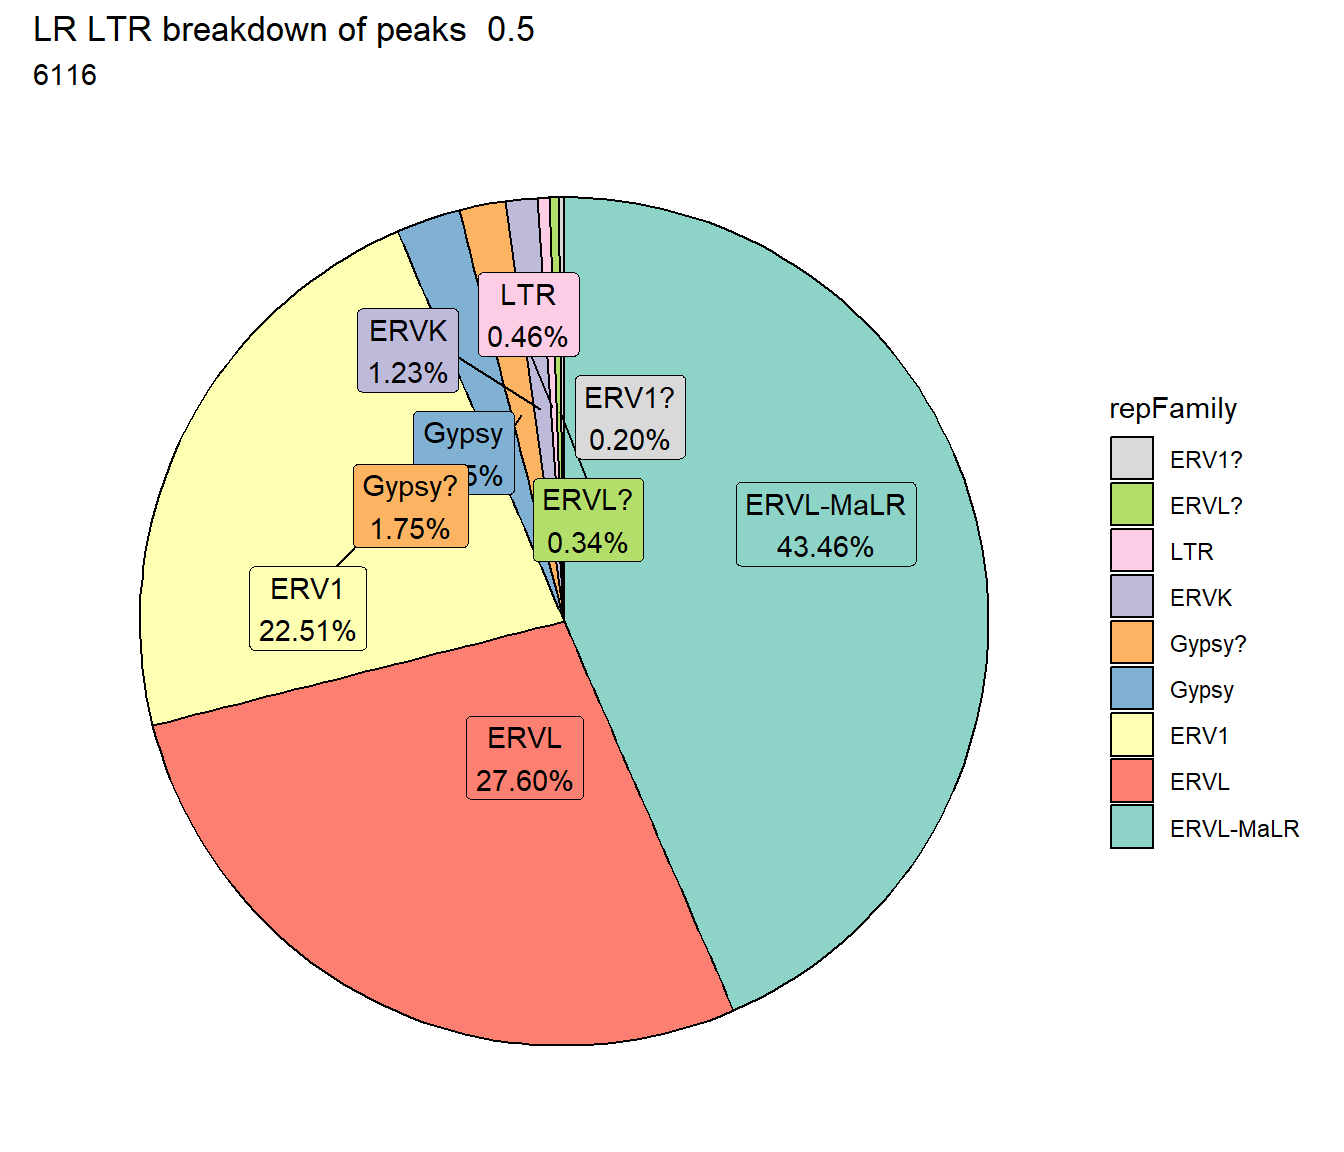 LR LTR breakdown of peaks  0.5
6116
LTR
0.46%
ERVK
1.23%
ERV1?
0.20%
Gypsy
5%
Gypsy?
1.75%
ERVL?
0.34%
ERVL-MaLR
43.46%
ERV1
22.51%
ERVL
27.60%
repFamily
ERV1?
ERVL?
LTR
ERVK
Gypsy?
Gypsy
ERV1
ERVL
ERVL-MaLR